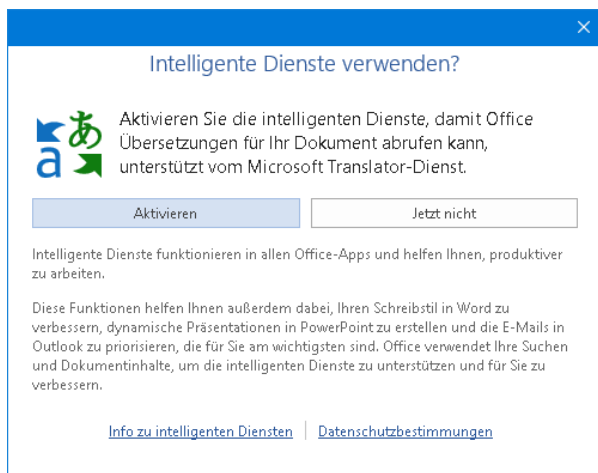 Intelligente Dienste verwenden?
Aktivieren Sie die intelligenten Dienste, damit Office
Übersetzungen für Ihr Dokument abrufen kann,
unterstützt vom Microsoft Translator-Dienst.
あ
a
Aktivieren
Jetzt nicht
Intelligente Dienste funktionieren in allen Office-Apps und helfen Ihnen, produktiver
zu arbeiten.
Diese Funktionen helfen Ihnen außerdem dabei, Ihren Schreibstil in Word zu
verbessern, dynamische Präsentationen in PowerPoint zu erstellen und die E-Mails in
Outlook zu priorisieren, die für Sie am wichtigsten sind. Office verwendet Ihre Suchen
und Dokumentinhalte, um die intelligenten Dienste zu unterstützen und für Sie zu
verbessern.
Info zu intelligenten Diensten
Datenschutzbestimmungen